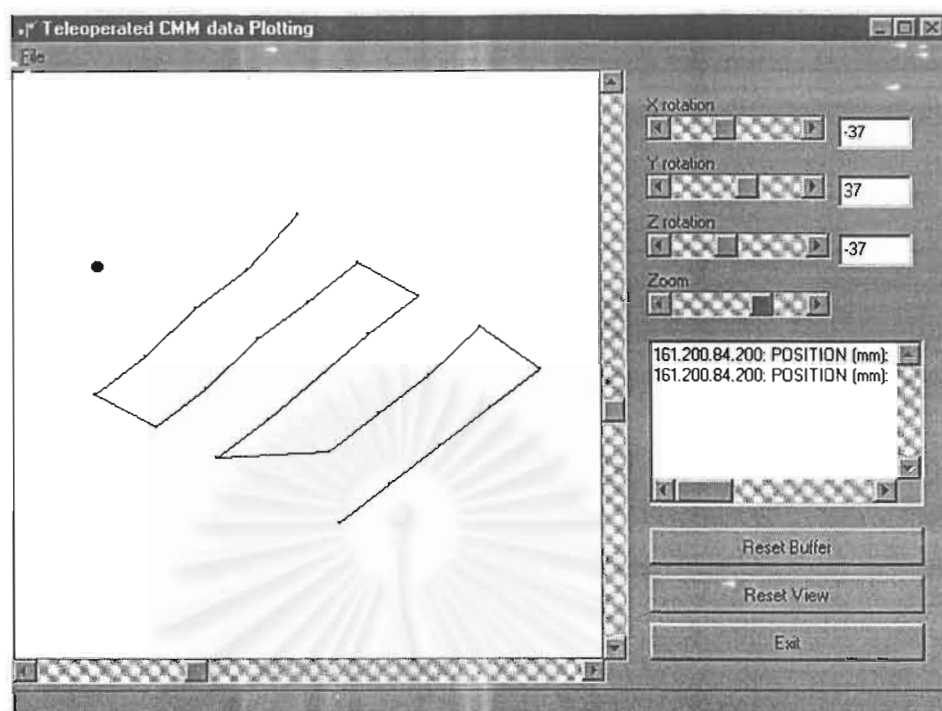 Teleoperated CMM data Plotting
File
X rotation
-37
Y rotation
37
Z rotation
-37
Zoom
161.200.84.200: POSITION (mm):
161.200.84.200: POSITION (mm):
Reset Buffer
Reset View
Exit